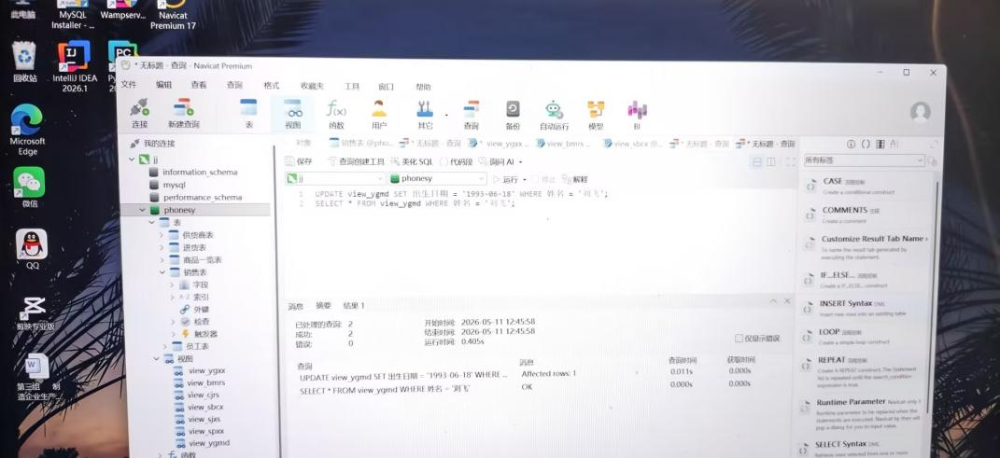 此电脑
MySQL Installer - ...
Wampserv...
Navicat Premium 17
回收站
IntelliJ IDEA 2026.1
Microsoft Edge
微信
QQ
剪映专业版
* 无标题 - 查询 - Navicat Premium
文件 编辑 查看 查询 格式 收藏夹 工具 窗口 帮助
连接 新建查询 表 视图 函数 用户 其它 查询 备份 自动运行 模型 BI
我的连接
jj
information_schema
mysql
performance_schema
phonesy
表
供货商表
进货表
商品一览表
销售表
字段
索引
外键
检查
触发器
员工表
视图
view_ygxx
view_bmrs
view_cjrs
view_sbcx
view_sjxs
view_spxx
view_ygmd
函数
对象 销售表 @pho... * 无标题 - 查询 * view_ygxx ... view_bmrs ... view_sbcx @... * 无标题 - 查询 * 无标题 - 查询
保存 查询创建工具 美化 SQL () 代码段 询问 AI
jj phonesy 运行 停止 解释
1 UPDATE view_ygmd SET 出生日期 = '1993-06-18' WHERE 姓名 = '刘飞';
2 SELECT * FROM view_ygmd WHERE 姓名 = '刘飞';
消息 摘要 结果 1
已处理的查询: 2
成功: 2
错误: 0
开始时间: 2026-05-11 12:45:58
结束时间: 2026-05-11 12:45:58
运行时间: 0.405s
仅显示错误
查询 消息 查询时间 获取时间
UPDATE view_ygmd SET 出生日期 = '1993-06-18' WHERE ... Affected rows: 1 0.011s 0.000s
SELECT * FROM view_ygmd WHERE 姓名 = '刘飞' OK 0.000s 0.000s
所有标签
CASE 流程控制
Create a conditional construct
COMMENTS 注释
Create a comment
Customize Result Tab Name
To name the result tab generated by
executing the statement.
IF...ELSE... 流程控制
Create a IF...ELSE... construct
INSERT Syntax DML
Insert new rows into an existing table
LOOP 流程控制
Create a simple loop construct
REPEAT 流程控制
Create A REPEAT construct. The Statement
list is repeated until the search_condition
expression is true.
Runtime Parameter Navicat-only
Runtime parameter to be replaced when the
statements are executed. Navicat by then will
pop a dialog for you to input value.
SELECT Syntax DML
Retrieve rows selected from one or more